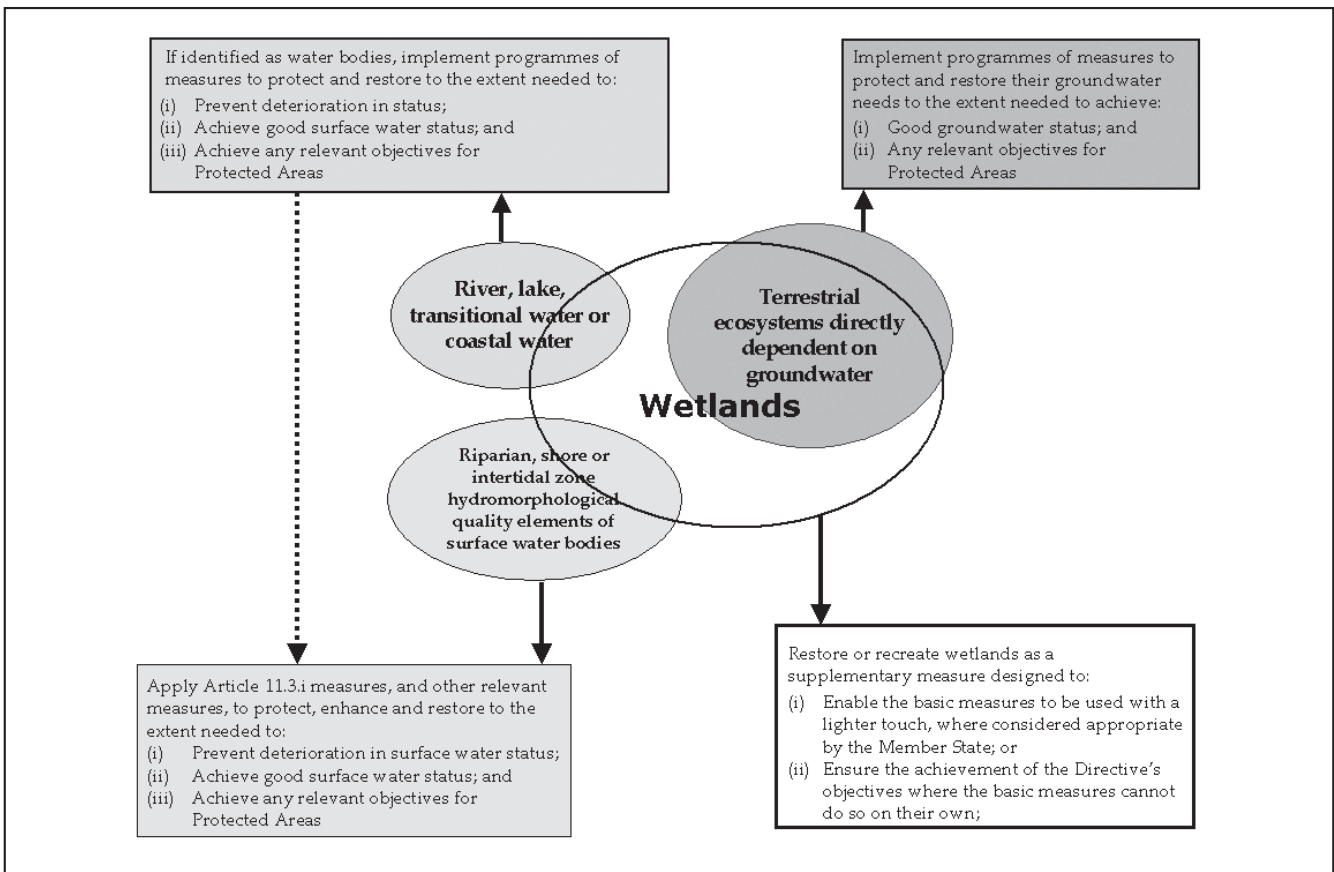 If identified as water bodies, implement programmes of
measures to protect and restore to the extent needed to:
(i) Prevent deterioration in status;
(ii) Achieve good surface water status; and
(iii) Achieve any relevant objectives for
Protected Areas
Implement programmes of measures to
protect and restore their groundwater
needs to the extent needed to achieve:
(i) Good groundwater status; and
(ii) Any relevant objectives for
Protected Areas
River, lake,
transitional water or
coastal water
Terrestrial
ecosystems directly
dependent on
groundwater
Wetlands
Riparian, shore or
intertidal zone
hydromorphological
quality elements of
surface water bodies
Apply Article 11.3.i measures, and other relevant
measures, to protect, enhance and restore to the
extent needed to:
(i) Prevent deterioration in surface water status;
(ii) Achieve good surface water status; and
(iii) Achieve any relevant objectives for
Protected Areas
Restore or recreate wetlands as a
supplementary measure designed to:
(i) Enable the basic measures to be used with a
lighter touch, where considered appropriate
by the Member State; or
(ii) Ensure the achievement of the Directive's
objectives where the basic measures cannot
do so on their own;